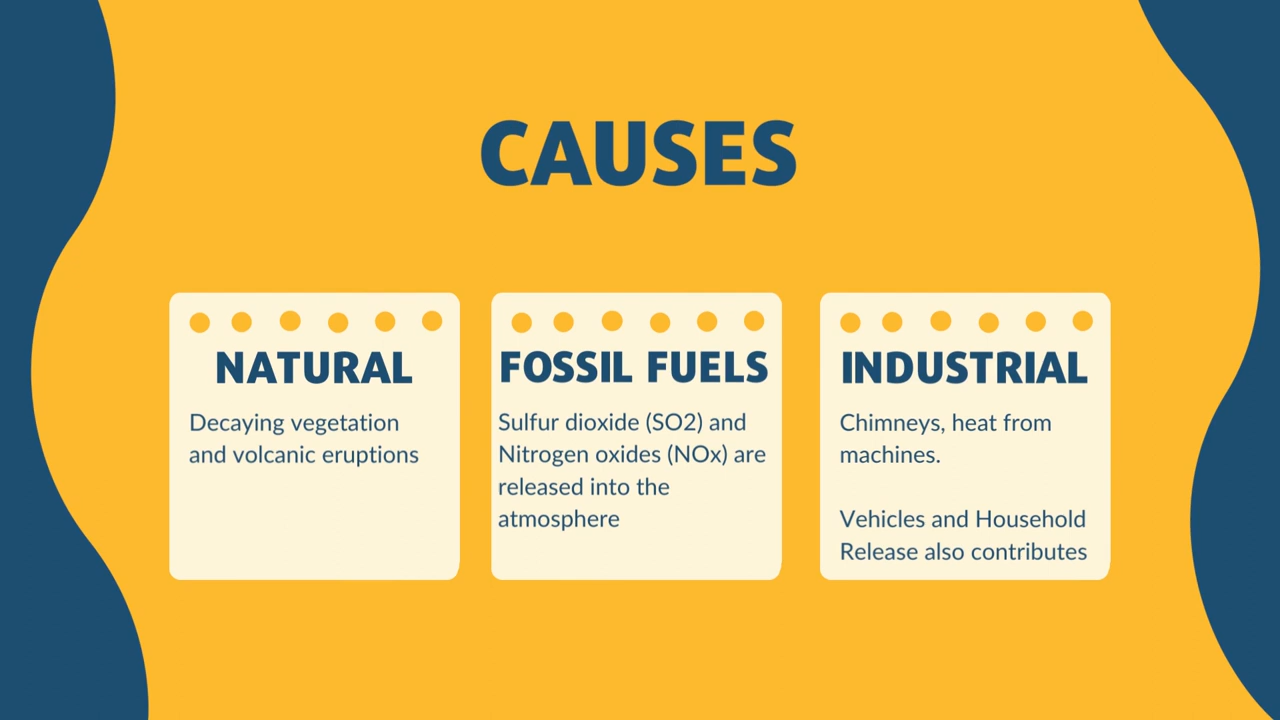 CAUSES
NATURAL
Decaying vegetation
and volcanic eruptions
FOSSIL FUELS
Sulfur dioxide (SO2) and
Nitrogen oxides (NOx) are
released into the
atmosphere
INDUSTRIAL
Chimneys, heat from
machines.
Vehicles and Household
Release also contributes